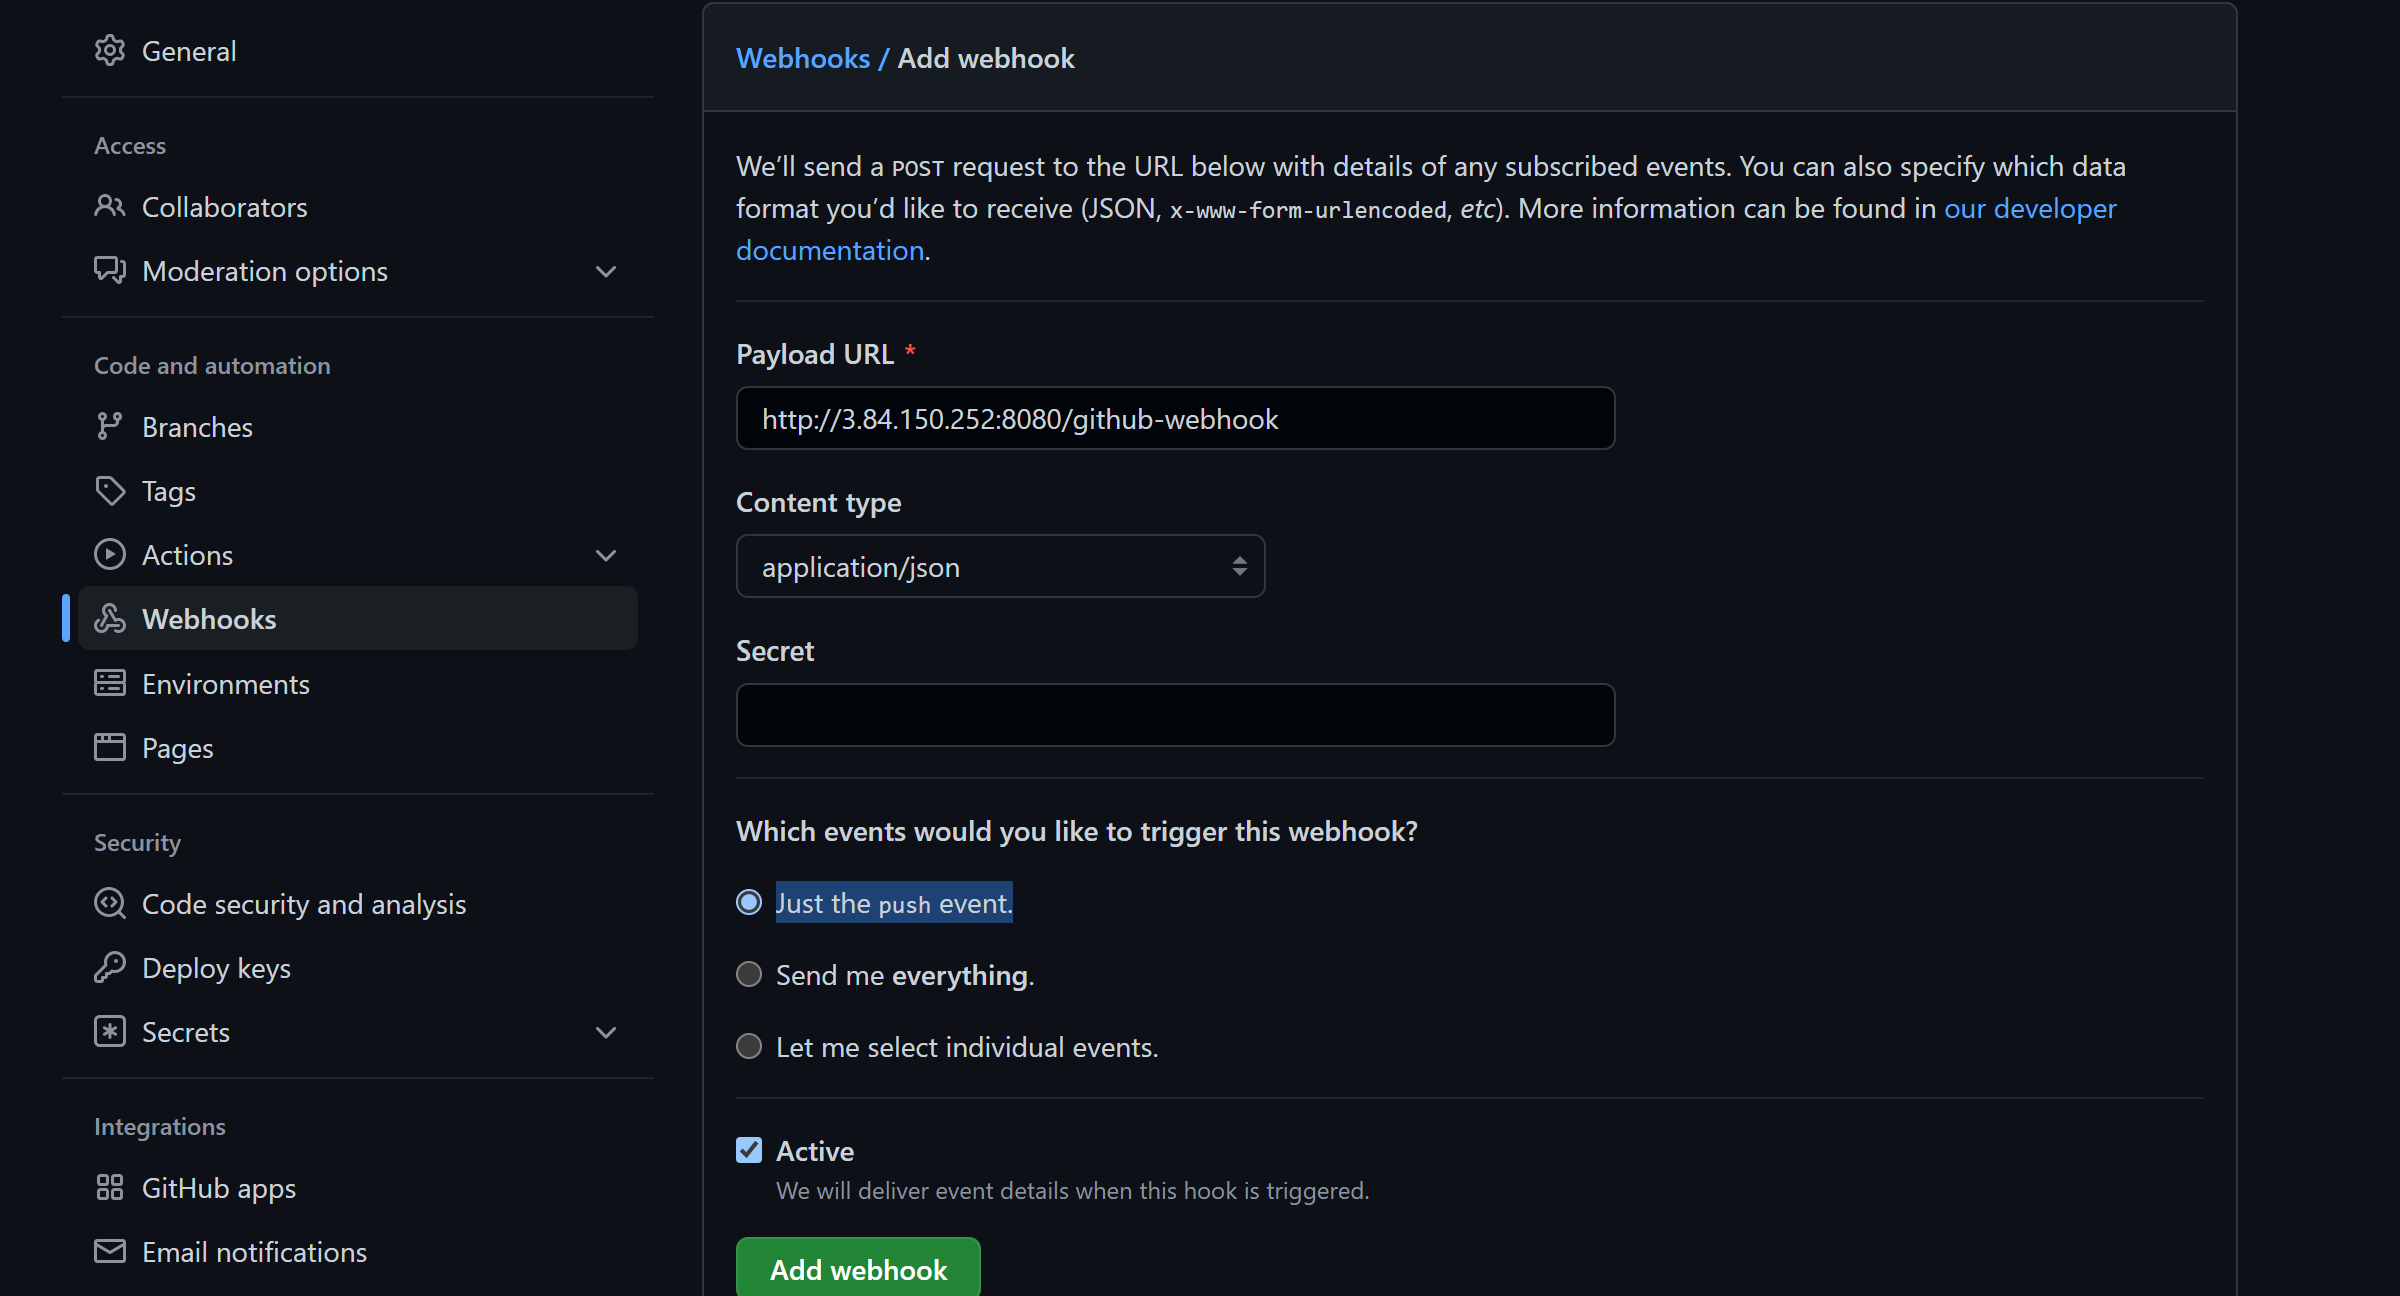 General
Access
Collaborators
Moderation options
Code and automation
Branches
Tags
Actions
Webhooks
Environments
Pages
Security
Code security and analysis
Deploy keys
Secrets
Integrations
GitHub apps
Email notifications
Webhooks / Add webhook
We’ll send a POST request to the URL below with details of any subscribed events. You can also specify which data
format you’d like to receive (JSON, x-www-form-urlencoded, etc). More information can be found in our developer
documentation.
Payload URL *
http://3.84.150.252:8080/github-webhook
Content type
application/json
Secret
Which events would you like to trigger this webhook?
Just the push event.
Send me everything.
Let me select individual events.
Active
We will deliver event details when this hook is triggered.
Add webhook